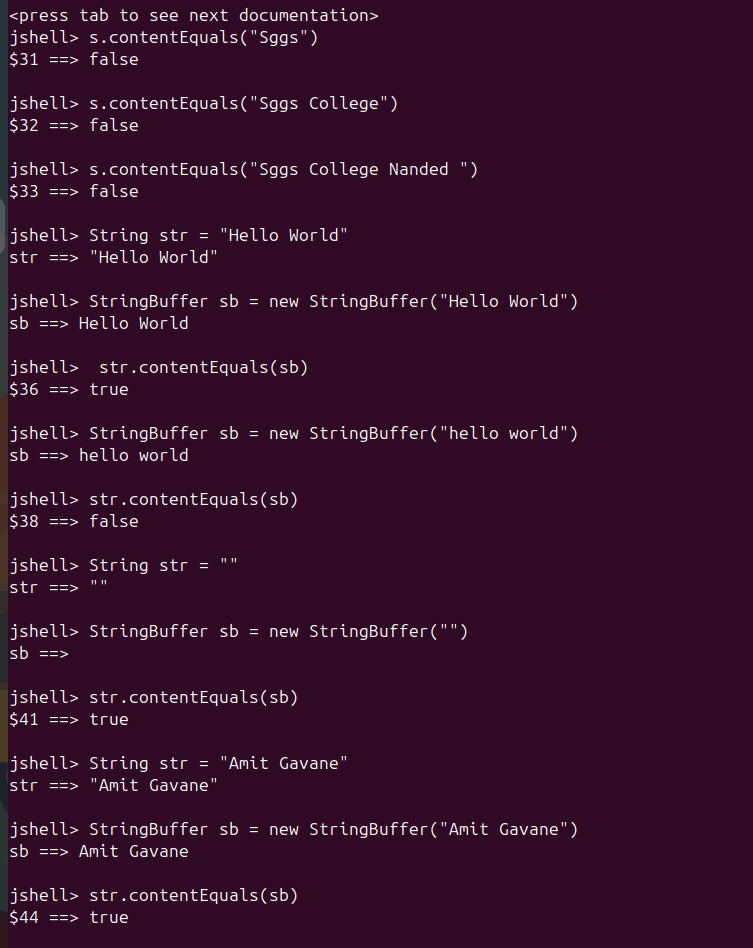 <press tab to see next documentation>
jshell> s.contentEquals("Sggs")
$31 ==> false
jshell> s.contentEquals("Sggs College")
$32 ==> false
jshell> s.contentEquals("Sggs College Nanded ")
$33 ==> false
jshell> String str = "Hello World"
str ==> "Hello World"
jshell> StringBuffer sb = new StringBuffer("Hello World")
sb ==> Hello World
jshell>  str.contentEquals(sb)
$36 ==> true
jshell> StringBuffer sb = new StringBuffer("hello world")
sb ==> hello world
jshell> str.contentEquals(sb)
$38 ==> false
jshell> String str = ""
str ==> ""
jshell> StringBuffer sb = new StringBuffer("")
sb ==>
jshell> str.contentEquals(sb)
$41 ==> true
jshell> String str = "Amit Gavane"
str ==> "Amit Gavane"
jshell> StringBuffer sb = new StringBuffer("Amit Gavane")
sb ==> Amit Gavane
jshell> str.contentEquals(sb)
$44 ==> true